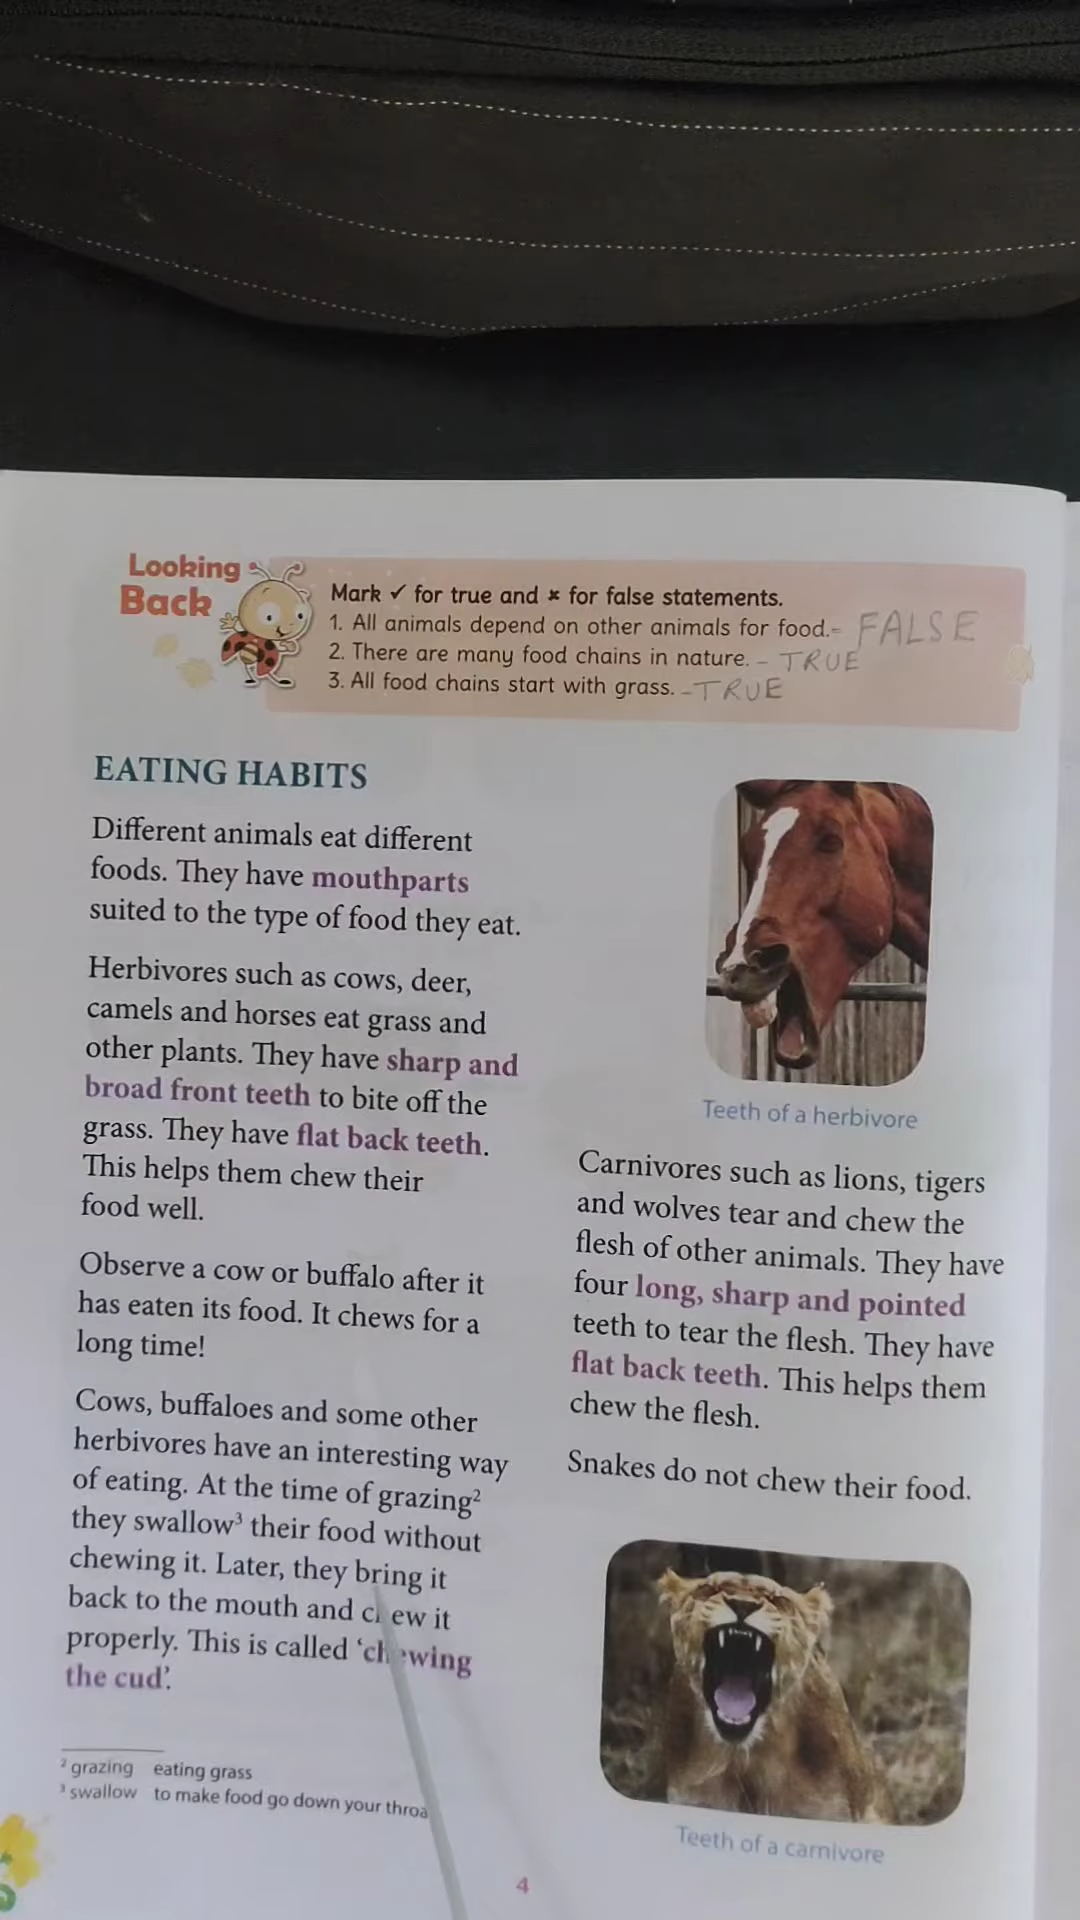 Looking
Back
Mark ✓ for true and ✗ for false statements.
1. All animals depend on other animals for food.- FALSE
2. There are many food chains in nature. - TRUE
3. All food chains start with grass. -TRUE
EATING HABITS
Different animals eat different
foods. They have mouthparts
suited to the type of food they eat.
Herbivores such as cows, deer,
camels and horses eat grass and
other plants. They have sharp and
broad front teeth to bite off the
grass. They have flat back teeth.
This helps them chew their
food well.
Observe a cow or buffalo after it
has eaten its food. It chews for a
long time!
Cows, buffaloes and some other
herbivores have an interesting way
of eating. At the time of grazing²
they swallow³ their food without
chewing it. Later, they bring it
back to the mouth and chew it
properly. This is called ‘chewing
the cud’.
² grazing eating grass
³ swallow to make food go down your throa
Teeth of a herbivore
Carnivores such as lions, tigers
and wolves tear and chew the
flesh of other animals. They have
four long, sharp and pointed
teeth to tear the flesh. They have
flat back teeth. This helps them
chew the flesh.
Snakes do not chew their food.
Teeth of a carnivore
4